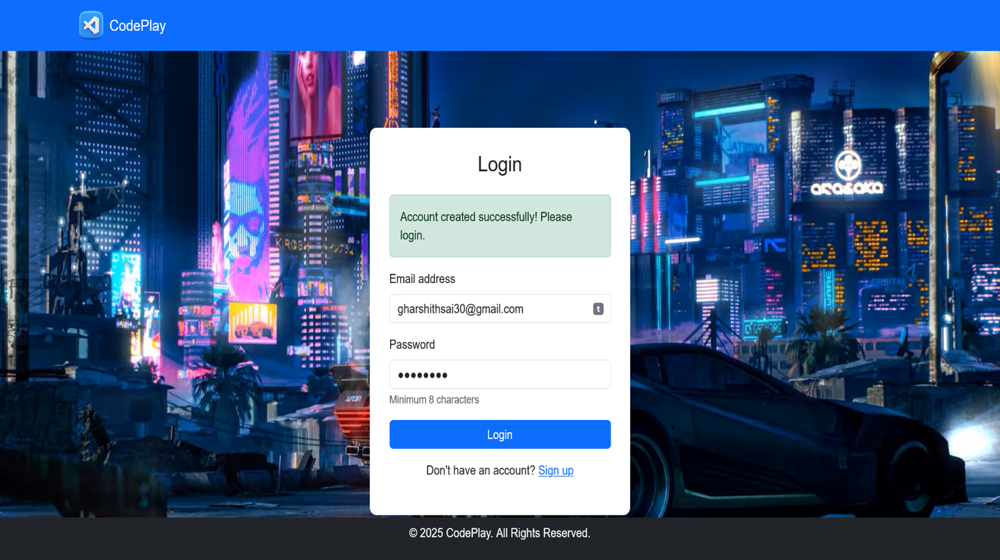 CodePlay
arasaka
Login
Account created successfully! Please
login.
Email address
gharshithsai30@gmail.com
t
Password
Minimum 8 characters
Login
Don't have an account? Sign up
© 2025 CodePlay. All Rights Reserved.